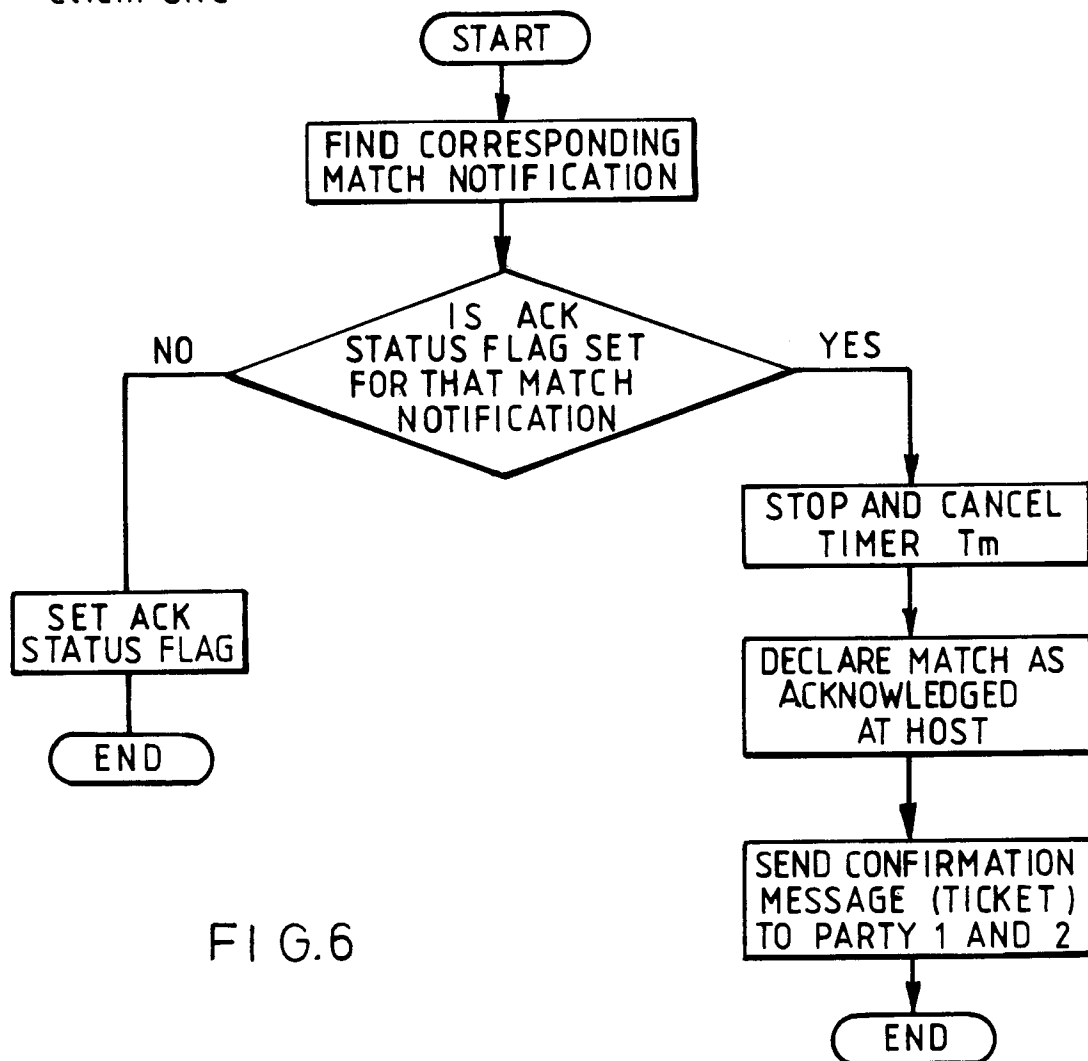 START
FIND CORRESPONDING
MATCH NOTIFICATION
IS ACK
STATUS FLAG SET
FOR THAT MATCH
NOTIFICATION
NO
YES
SET ACK
STATUS FLAG
END
STOP AND CANCEL
TIMER Tm
DECLARE MATCH AS
ACKNOWLEDGED
AT HOST
SEND CONFIRMATION
MESSAGE (TICKET)
TO PARTY 1 AND 2
END
FIG.6